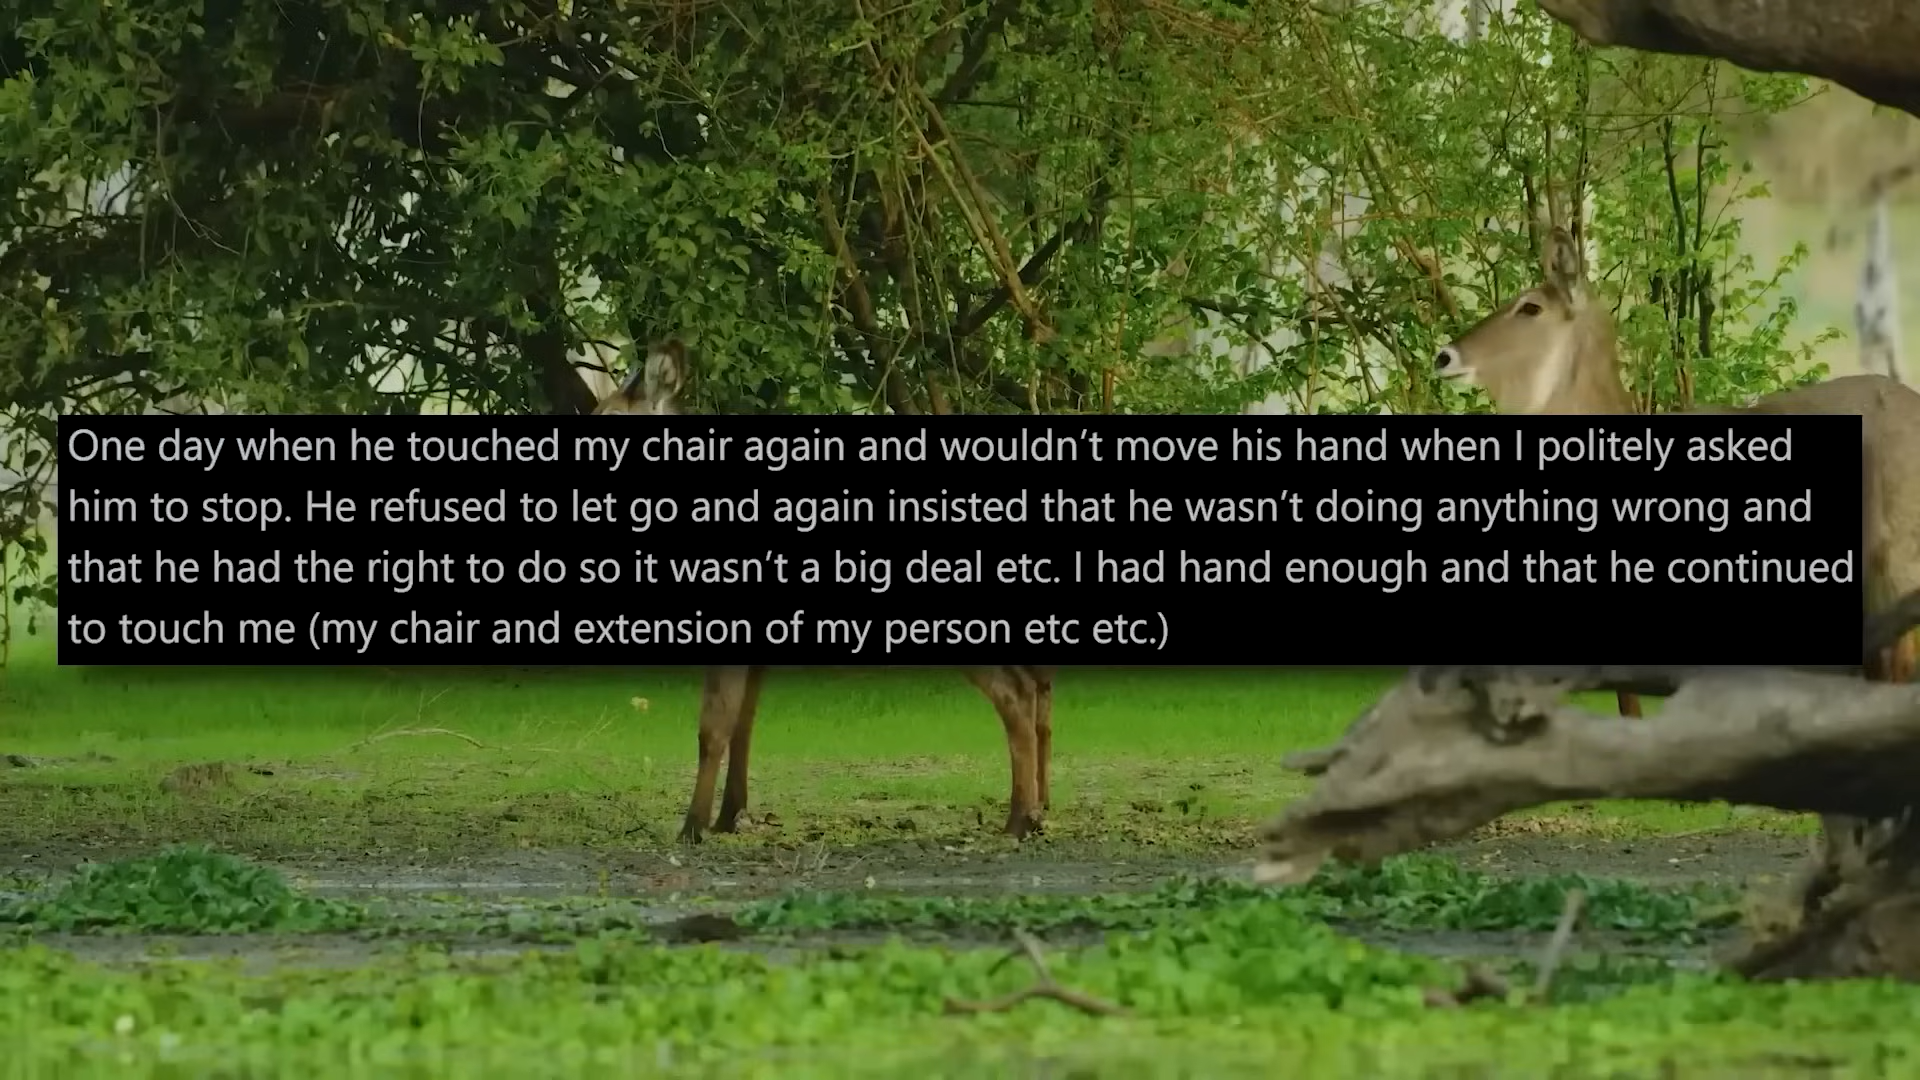 One day when he touched my chair again and wouldn’t move his hand when I politely asked
him to stop. He refused to let go and again insisted that he wasn’t doing anything wrong and
that he had the right to do so it wasn’t a big deal etc. I had hand enough and that he continued
to touch me (my chair and extension of my person etc etc.)